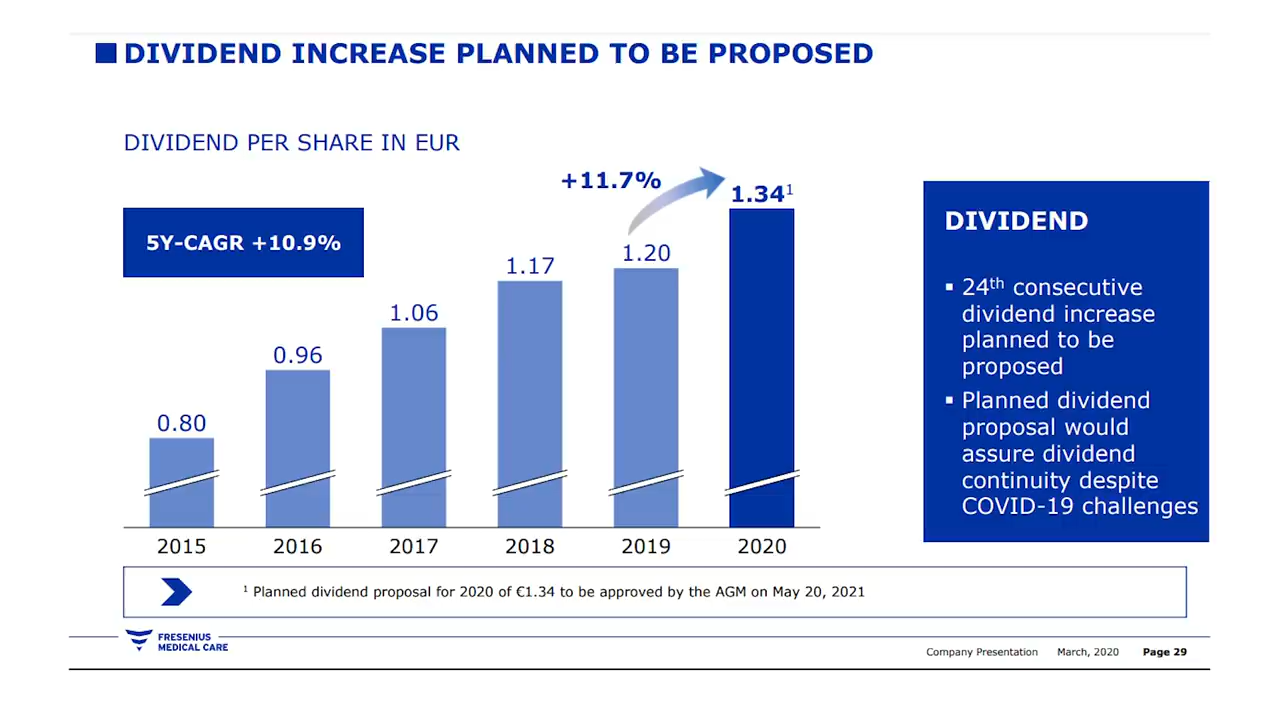 DIVIDEND INCREASE PLANNED TO BE PROPOSED
DIVIDEND PER SHARE IN EUR
5Y-CAGR +10.9%
+11.7%
0.80
0.96
1.06
1.17
1.20
1.34¹
2015 2016 2017 2018 2019 2020
DIVIDEND
▪ 24th consecutive
dividend increase
planned to be
proposed
▪ Planned dividend
proposal would
assure dividend
continuity despite
COVID-19 challenges
¹ Planned dividend proposal for 2020 of €1.34 to be approved by the AGM on May 20, 2021
FRESENIUS
MEDICAL CARE
Company Presentation March, 2020 Page 29